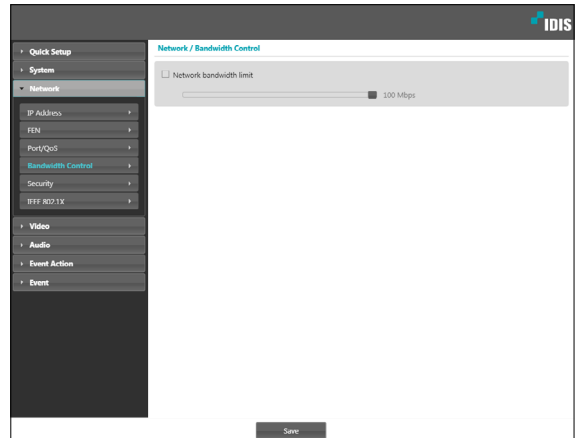 IDIS
Quick Setup
System
Network
IP Address
FEN
Port/QoS
Bandwidth Control
Security
IEEE 802.1X
Video
Audio
Event Action
Event
Network / Bandwidth Control
Network bandwidth limit
100 Mbps
Save